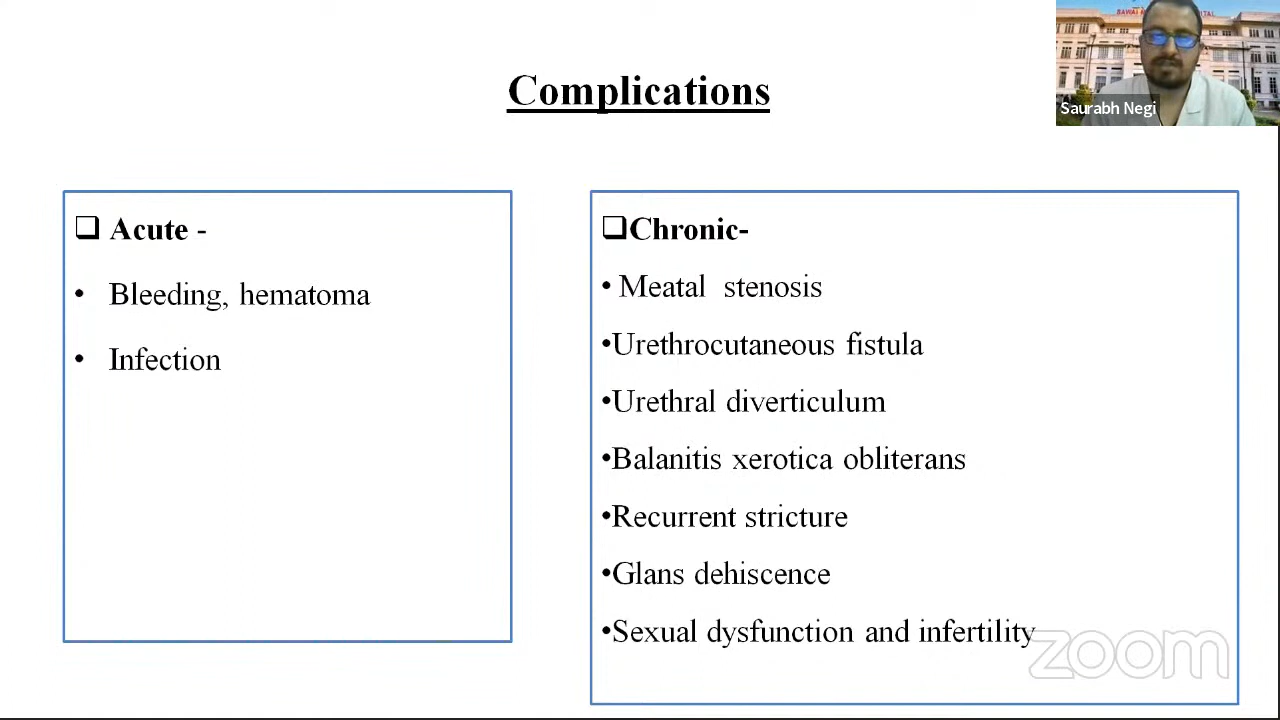 Complications
Saurabh Negi
❑ Acute -
• Bleeding, hematoma
• Infection
❑Chronic-
• Meatal stenosis
•Urethrocutaneous fistula
•Urethral diverticulum
•Balanitis xerotica obliterans
•Recurrent stricture
•Glans dehiscence
•Sexual dysfunction and infertility
zoom